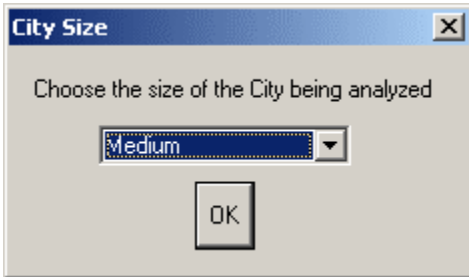 City Size
Choose the size of the City being analyzed
Medium
OK